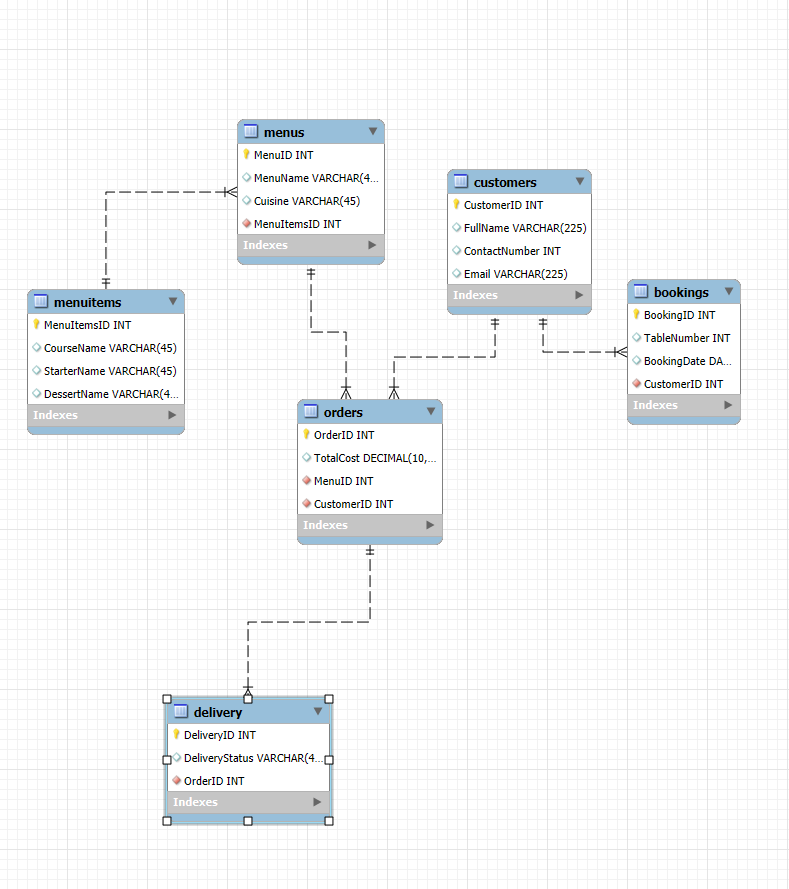 menus
MenuID INT
MenuName VARCHAR(4...
Cuisine VARCHAR(45)
MenuItemsID INT
Indexes
customers
CustomerID INT
FullName VARCHAR(225)
ContactNumber INT
Email VARCHAR(225)
Indexes
menuitems
MenuItemsID INT
CourseName VARCHAR(45)
StarterName VARCHAR(45)
DessertName VARCHAR(4...
Indexes
bookings
BookingID INT
TableNumber INT
BookingDate DA...
CustomerID INT
Indexes
orders
OrderID INT
TotalCost DECIMAL(10,...
MenuID INT
CustomerID INT
Indexes
delivery
DeliveryID INT
DeliveryStatus VARCHAR(4...
OrderID INT
Indexes